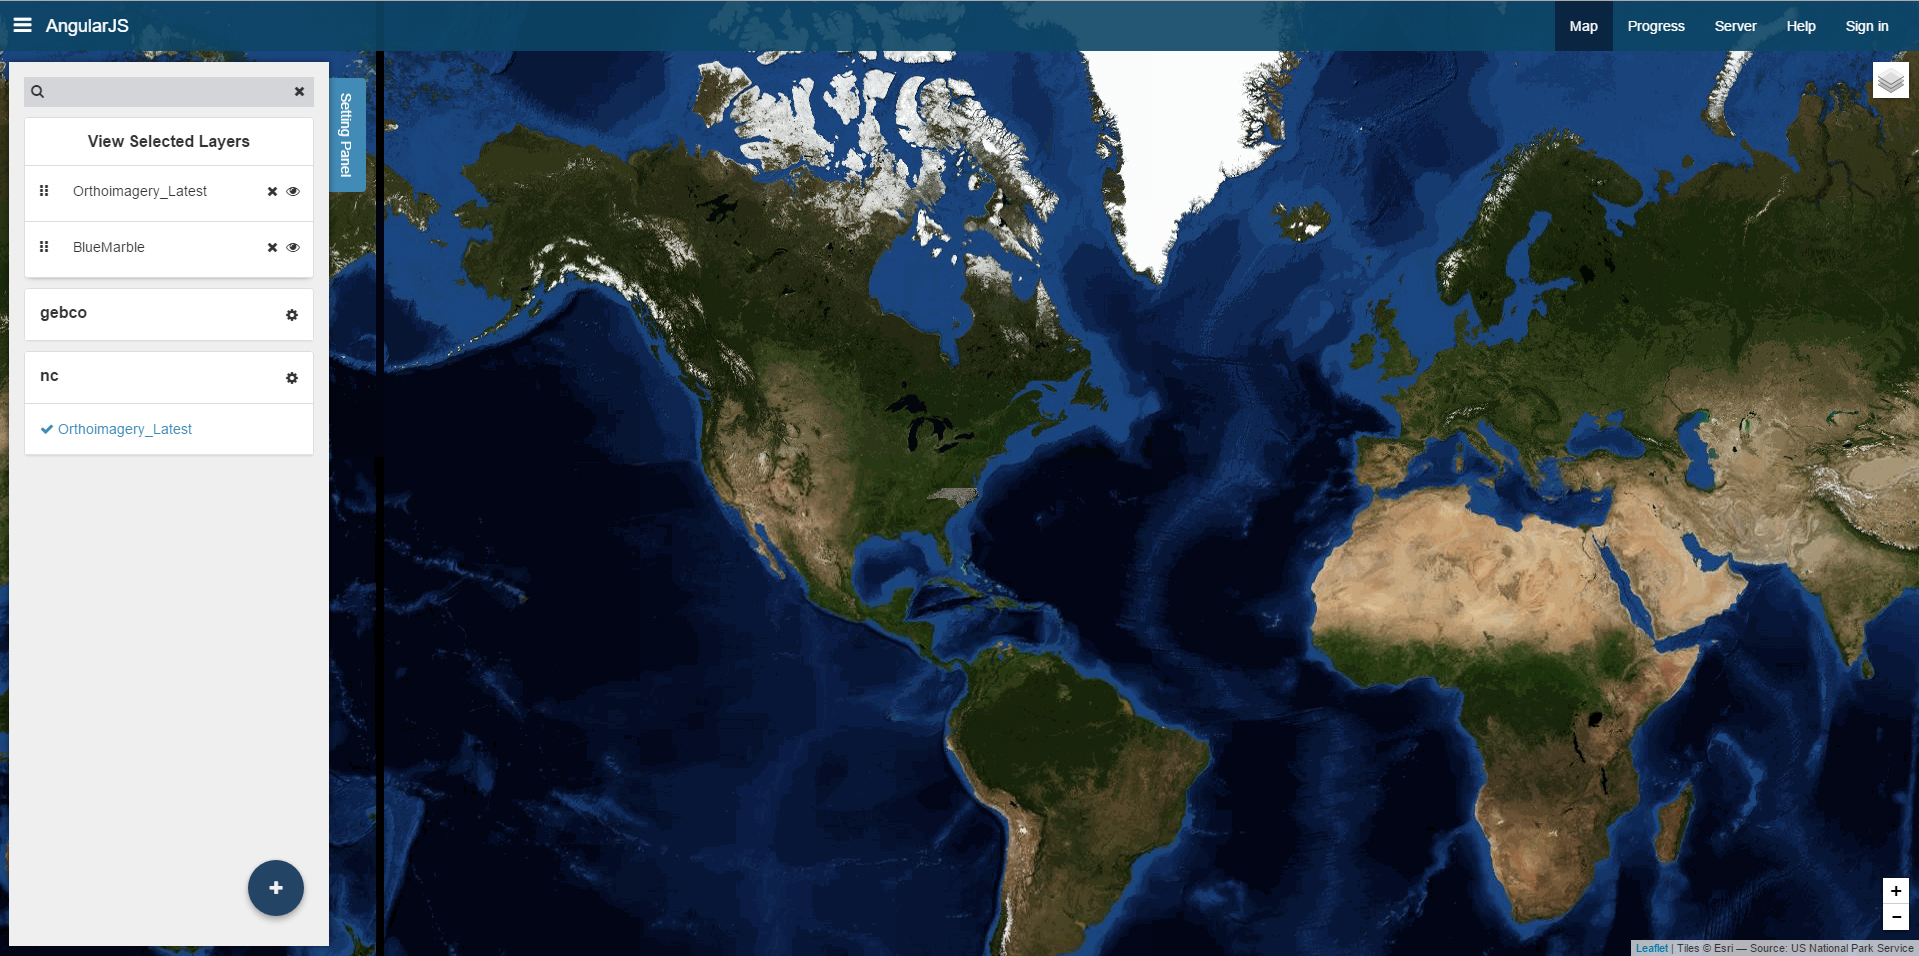 AngularJS
Map
Progress
Server
Help
Sign in
Setting Panel
View Selected Layers
Orthoimagery_Latest
BlueMarble
gebco
nc
Orthoimagery_Latest
+
−
Leaflet | Tiles © Esri — Source: US National Park Service